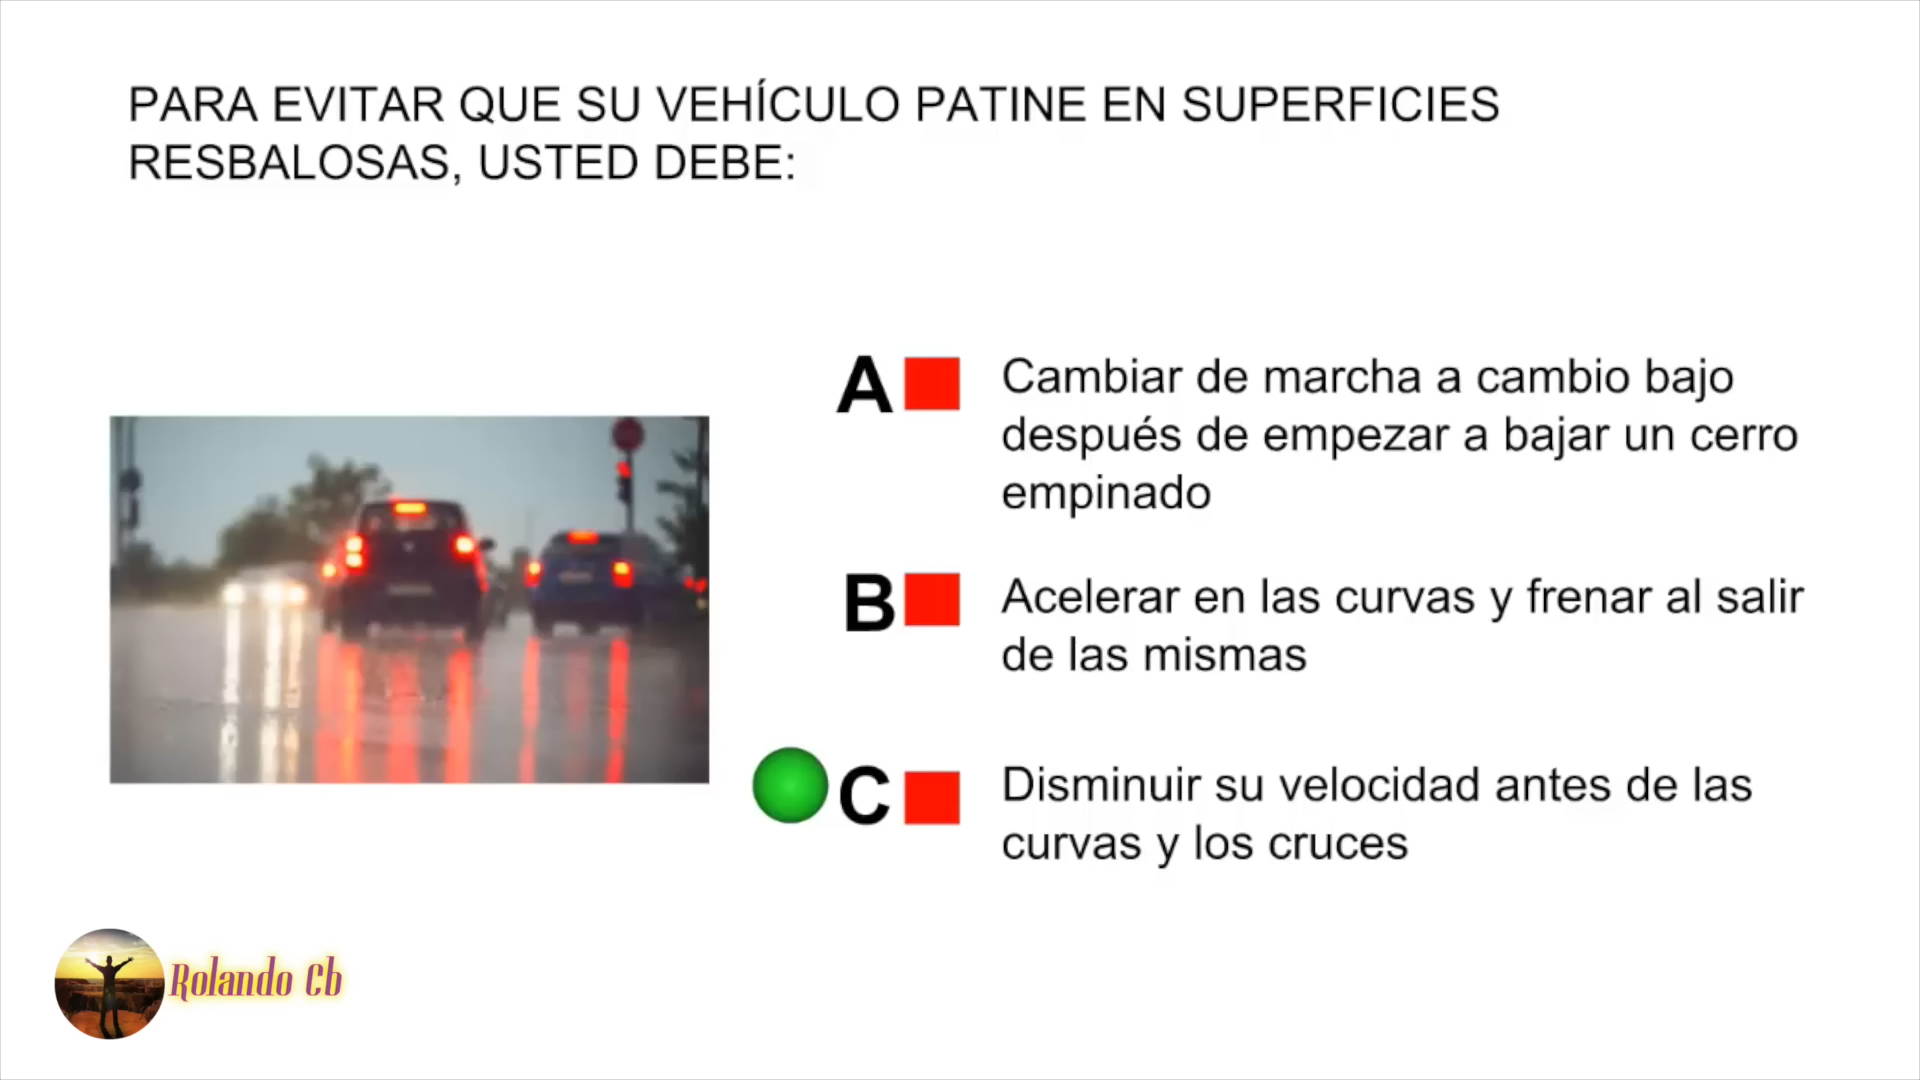 PARA EVITAR QUE SU VEHÍCULO PATINE EN SUPERFICIES
RESBALOSAS, USTED DEBE:
A Cambiar de marcha a cambio bajo
después de empezar a bajar un cerro
empinado
B Acelerar en las curvas y frenar al salir
de las mismas
C Disminuir su velocidad antes de las
curvas y los cruces
Rolando Cb